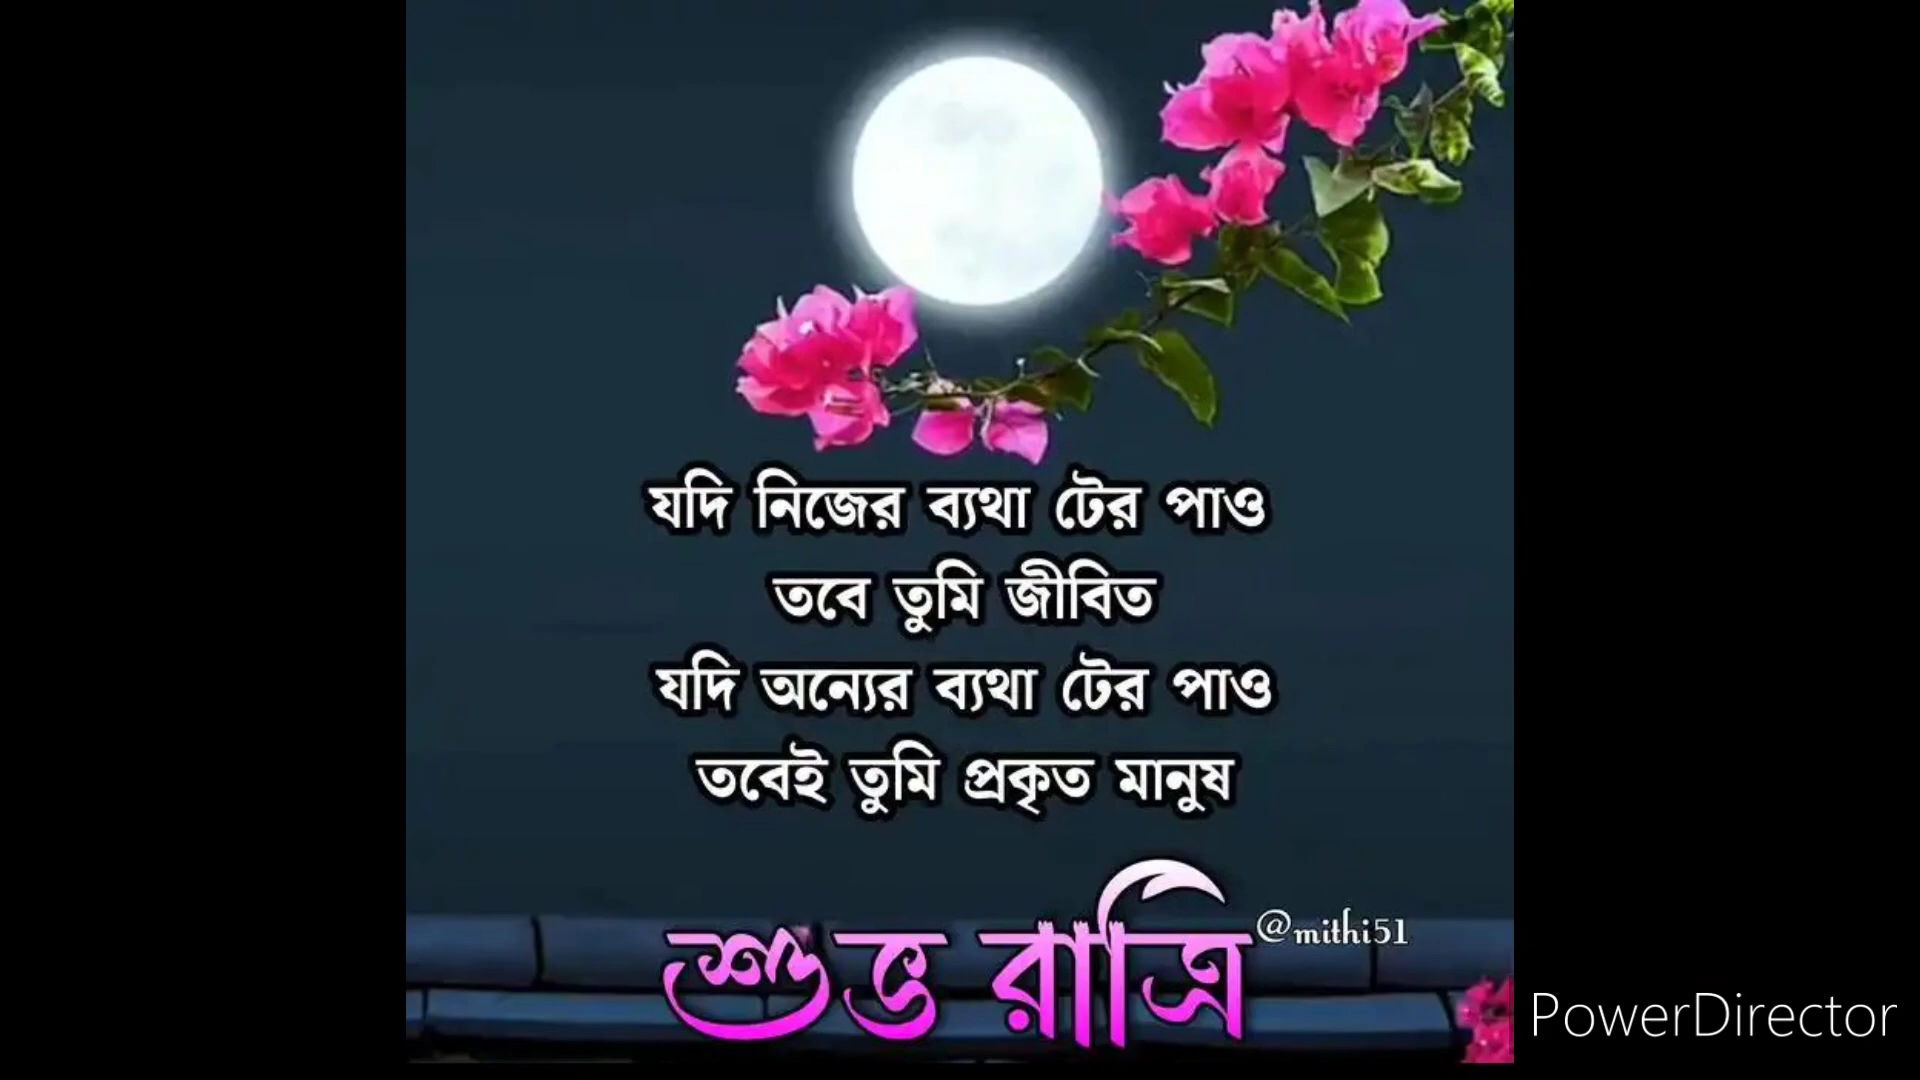 যদি নিজের ব্যথা টের পাও
তবে তুমি জীবিত
যদি অন্যের ব্যথা টের পাও
তবেই তুমি প্রকৃত মানুষ
শুভ রাত্রি
@mithi51
PowerDirector